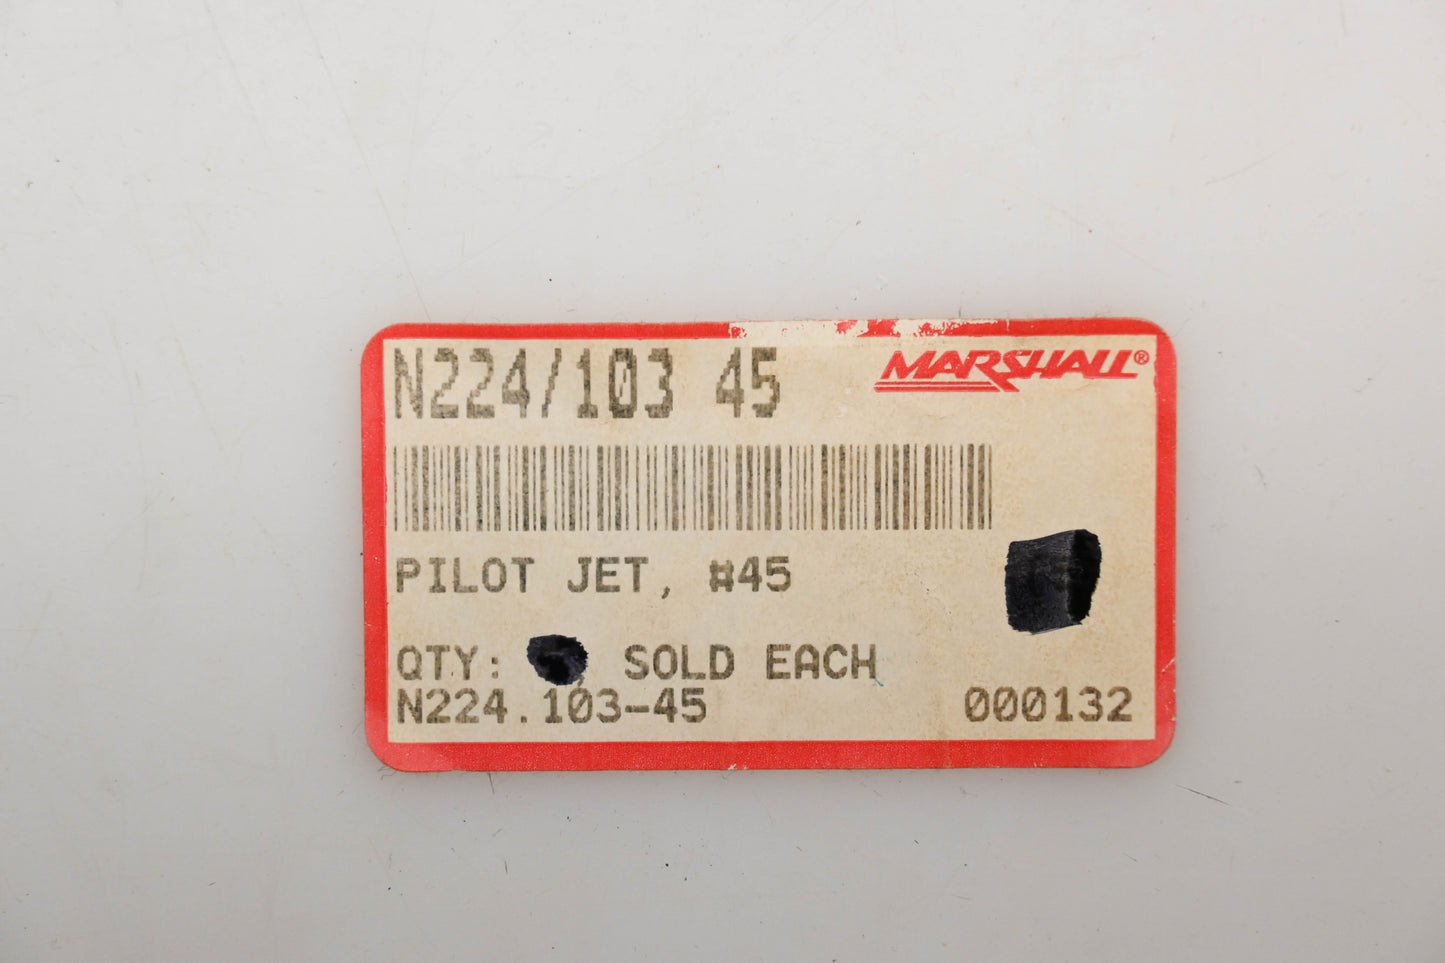 N224/103 45
MARSHALL®
PILOT JET, #45
QTY: , SOLD EACH
N224.103-45
000132